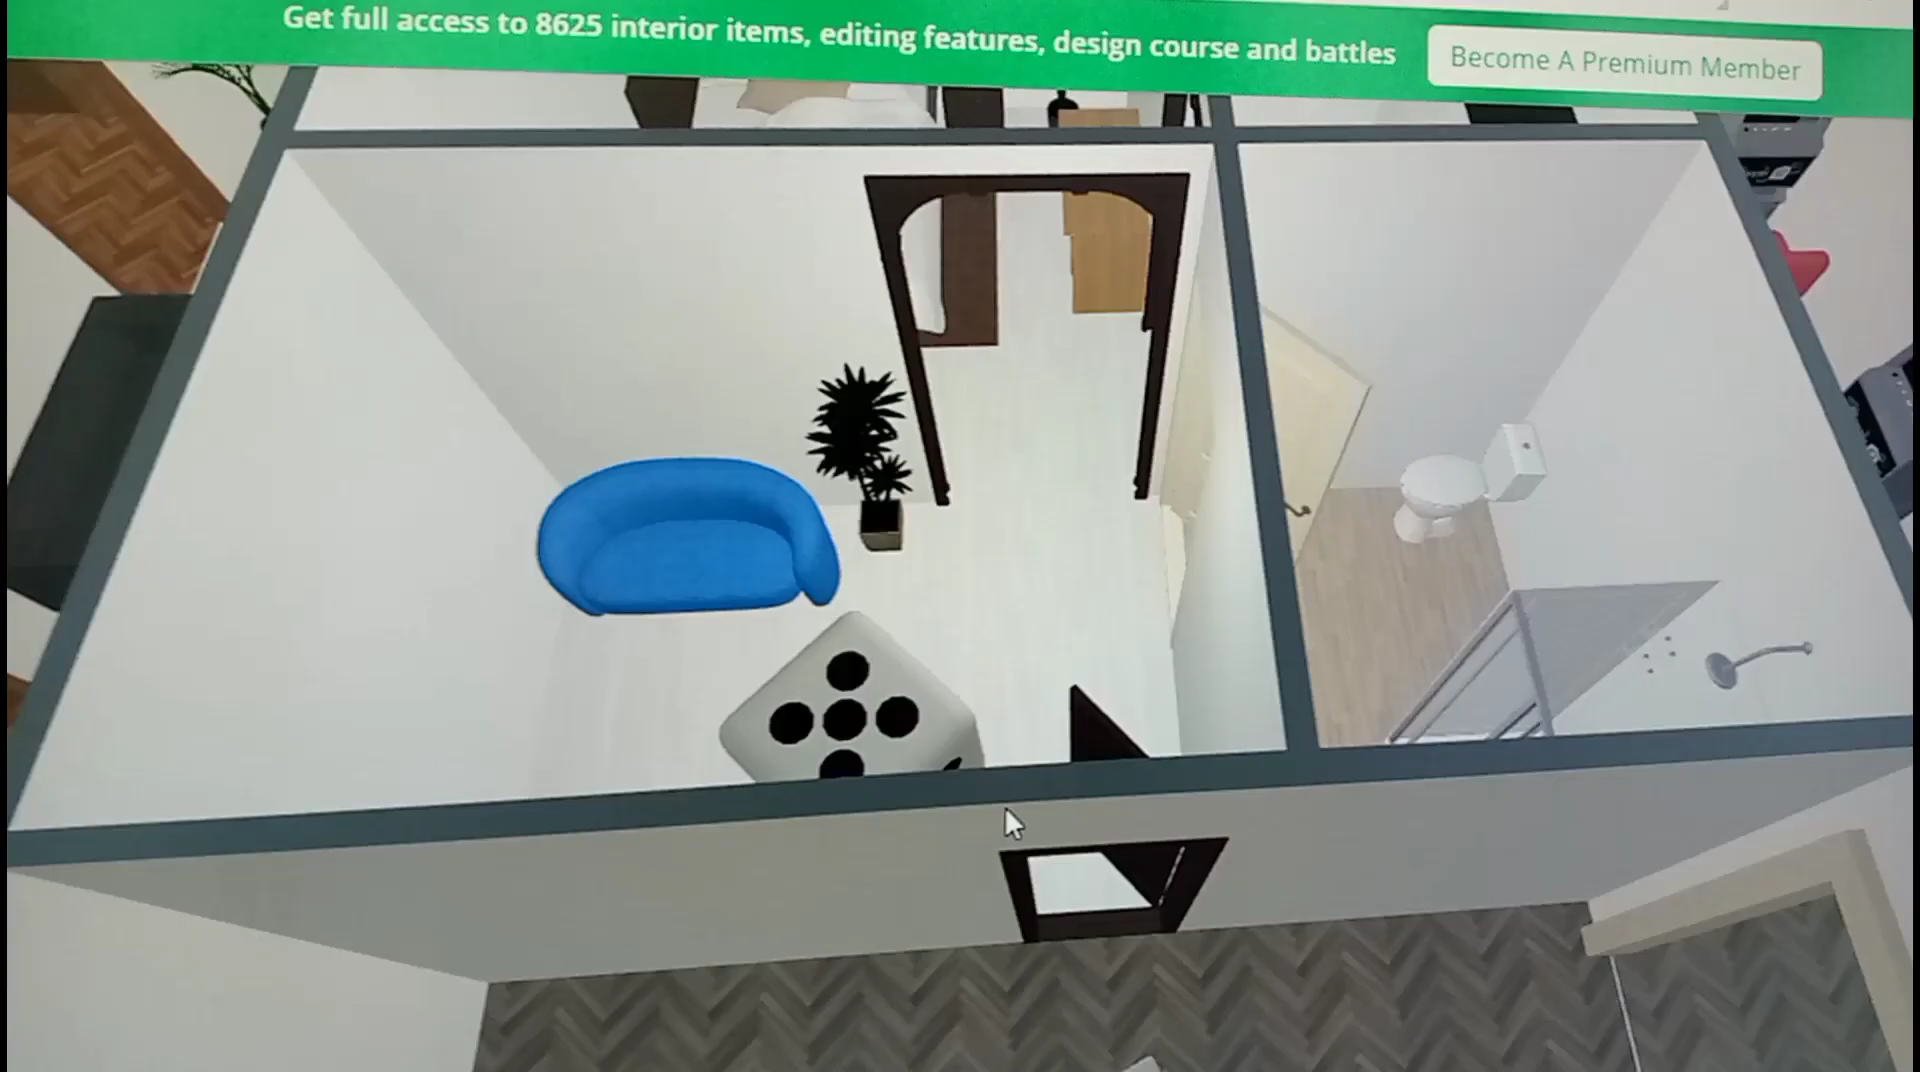 Get full access to 8625 interior items, editing features, design course and battles
Become A Premium Member